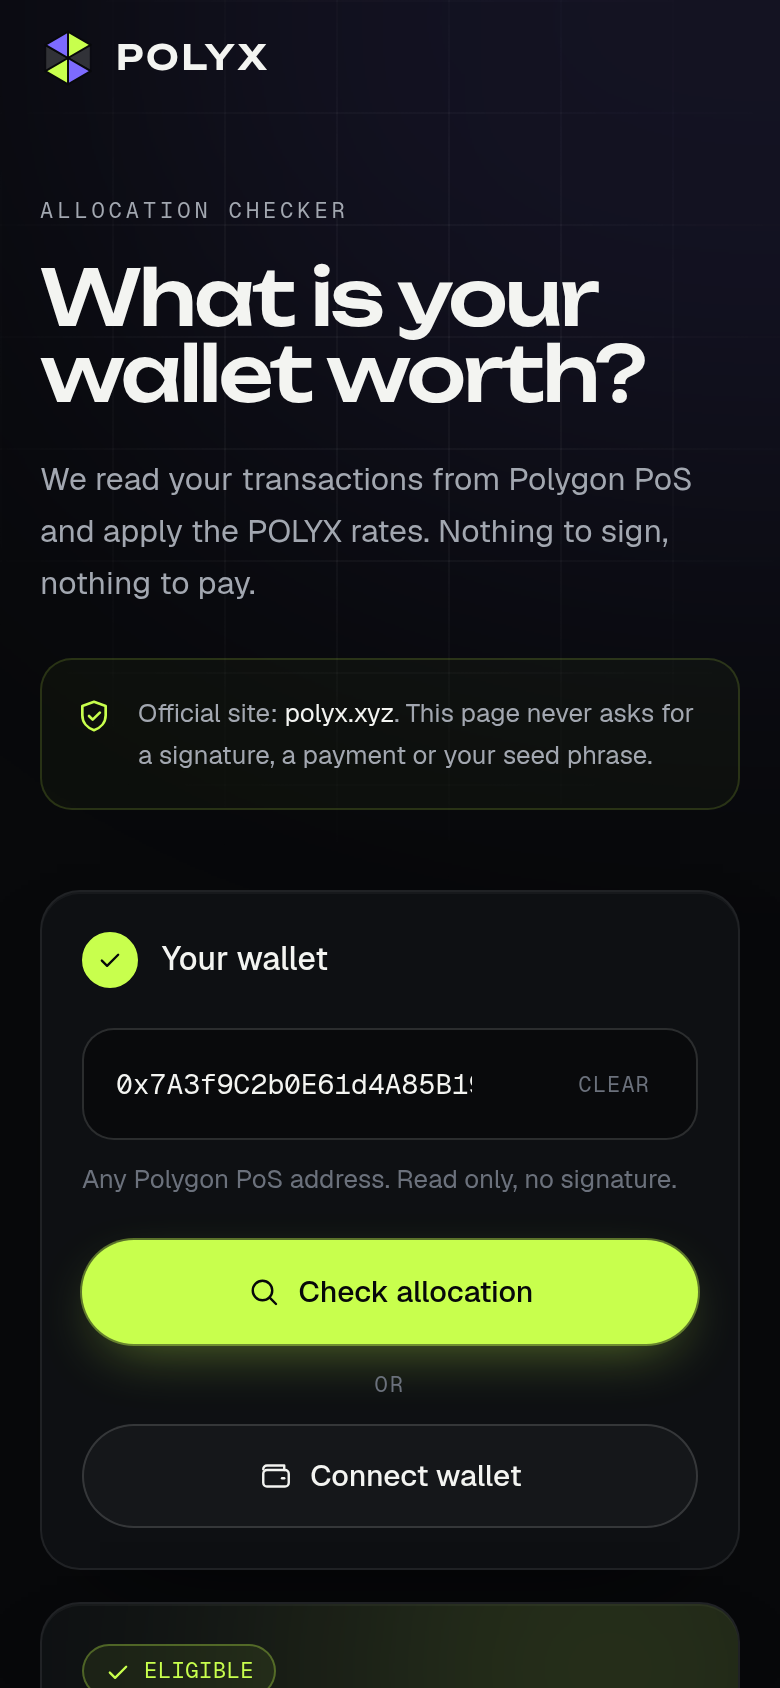 POLYX
ALLOCATION CHECKER
What is your
wallet worth?
We read your transactions from Polygon PoS
and apply the POLYX rates. Nothing to sign,
nothing to pay.
Official site: polyx.xyz. This page never asks for
a signature, a payment or your seed phrase.
Your wallet
0x7A3f9C2b0E61d4A85B19
CLEAR
Any Polygon PoS address. Read only, no signature.
Check allocation
OR
Connect wallet
ELIGIBLE